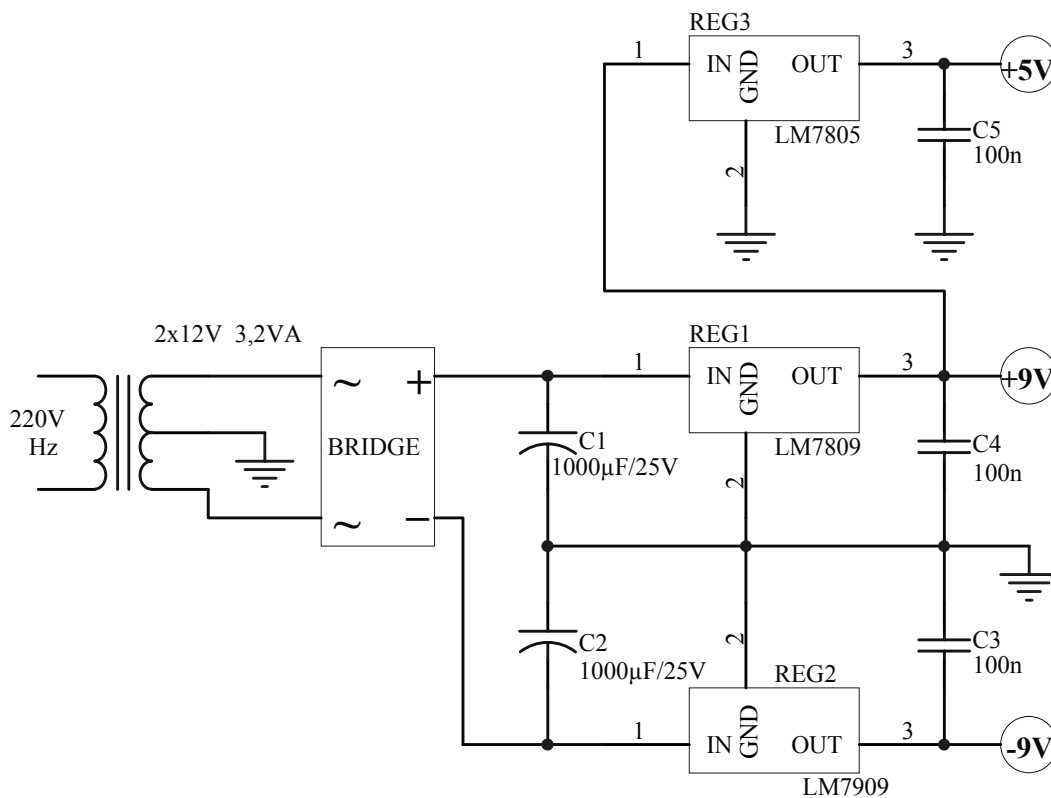 REG3
1
IN
GND
OUT
3
+5V
LM7805
2
C5
100n
2x12V 3,2VA
220V
Hz
~
+
BRIDGE
~
−
C1
1000µF/25V
REG1
1
IN
GND
OUT
3
+9V
LM7809
2
C4
100n
C2
1000µF/25V
2
C3
100n
REG2
1
IN
GND
OUT
3
-9V
LM7909